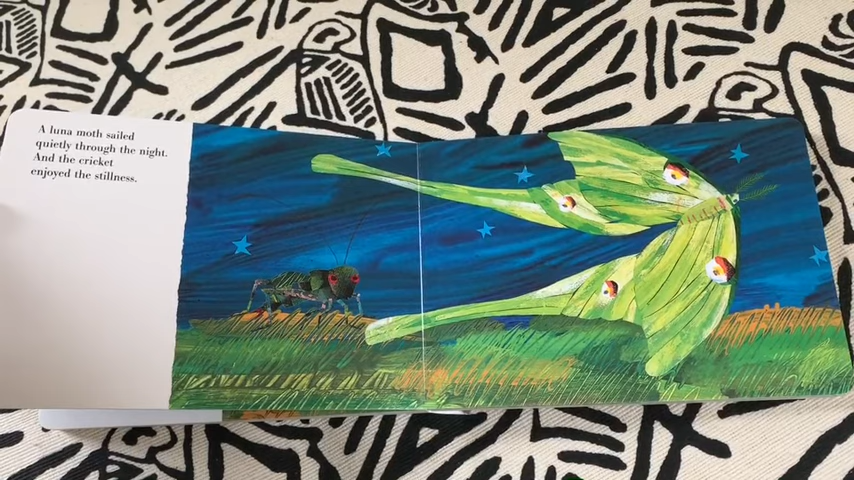 A luna moth sailed
quietly through the night.
And the cricket
enjoyed the stillness.